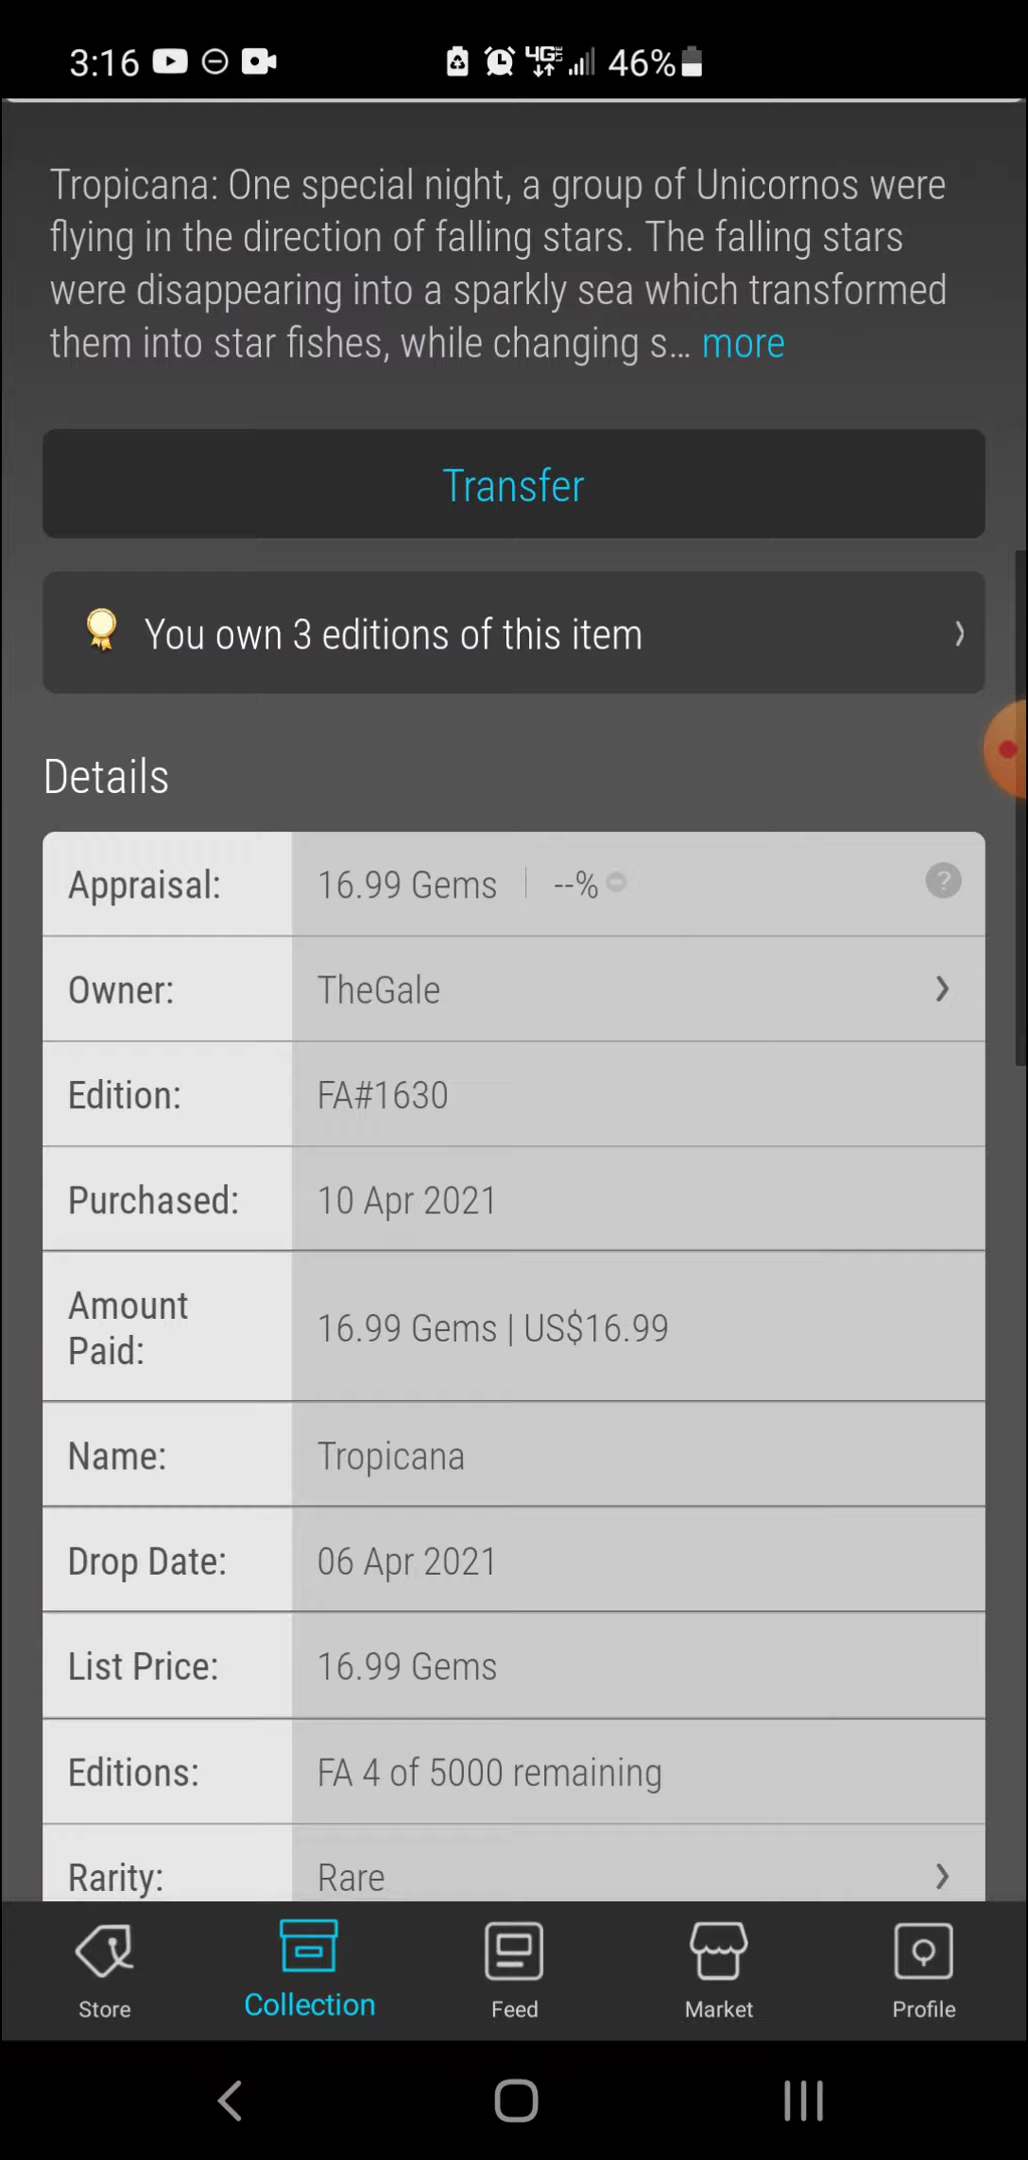 3:16
4G LTE
46%
Tropicana: One special night, a group of Unicornos were
flying in the direction of falling stars. The falling stars
were disappearing into a sparkly sea which transformed
them into star fishes, while changing s... more
Transfer
You own 3 editions of this item
Details
Appraisal: 16.99 Gems | --%
?
Owner: TheGale
Edition: FA#1630
Purchased: 10 Apr 2021
Amount
Paid:
16.99 Gems | US$16.99
Name: Tropicana
Drop Date: 06 Apr 2021
List Price: 16.99 Gems
Editions: FA 4 of 5000 remaining
Rarity: Rare
Store Collection Feed Market Profile